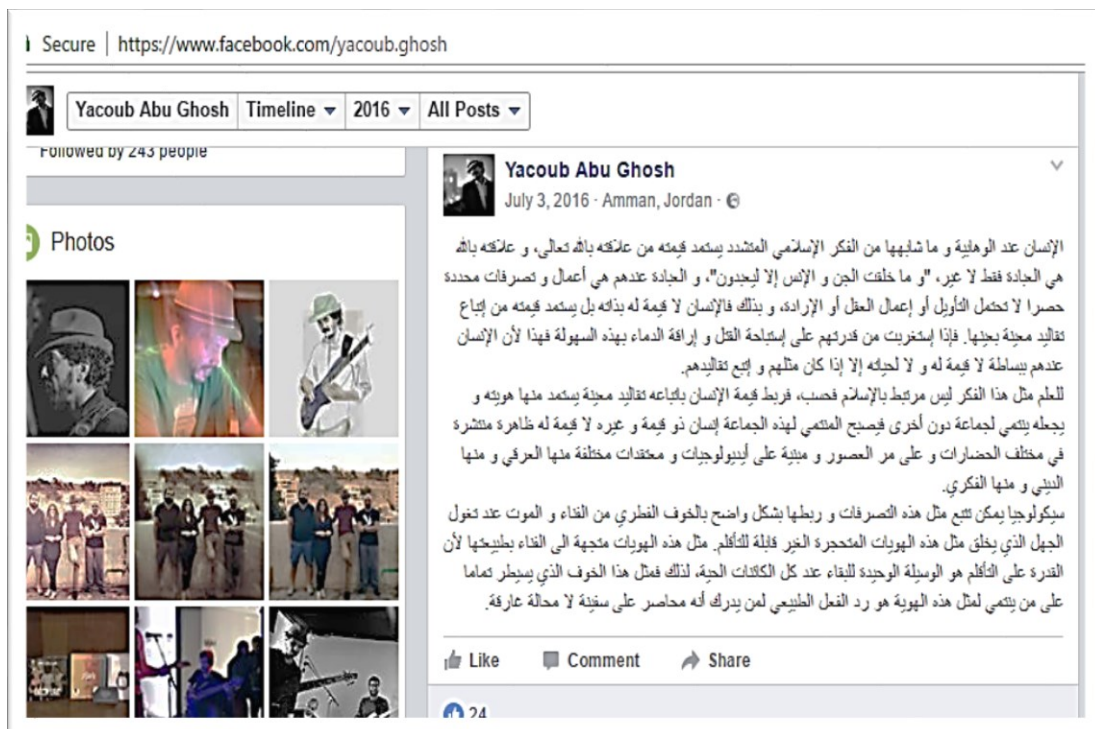 Secure | https://www.facebook.com/yacoub.ghosh
Yacoub Abu Ghosh Timeline 2016 All Posts
Followed by 243 people
Photos
Yacoub Abu Ghosh
July 3, 2016 · Amman, Jordan ·
الإنسان عند الوهابية و ما شابهها من الفكر الإسلامي المتشدد يستمد قيمته من علاقته بالله تعالى، و علاقته بالله
هي العبادة فقط لا غير، "و ما خلقت الجن و الإنس إلا ليعبدون"، و العبادة عندهم هي أعمال و تصرفات محددة
حصرا لا تحتمل التأويل أو إعمال العقل أو الإرادة، و بذلك فالإنسان لا قيمة له بذاته بل يستمد قيمته من إتباع
تقاليد معينة بعينها. فإذا إستغربت من قدرتهم على إستباحة القتل و إراقة الدماء بهذه السهولة فهذا لأن الإنسان
عندهم ببساطة لا قيمة له و لا لحياته إلا إذا كان مثلهم و إتبع تقاليدهم.
للعلم مثل هذا الفكر ليس مرتبط بالإسلام فحسب، فربط قيمة الإنسان بإتباعه تقاليد معينة يستمد منها هويته و
يجعله ينتمي لجماعة دون أخرى فيصبح المنتمي لهذه الجماعة إنسان ذو قيمة و غيره لا قيمة له ظاهرة منتشرة
في مختلف الحضارات و على مر العصور و مبنية على أيديولوجيات و معتقدات مختلفة منها العرقي و منها
الديني و منها الفكري.
سيكولوجيا يمكن تتبع مثل هذه التصرفات و ربطها بشكل واضح بالخوف الفطري من الفناء و الموت عند تغول
الجهل الذي يخلق مثل هذه الهويات المتحجرة الغير قابلة للتأقلم. مثل هذه الهويات متجهة الى الفناء بطبيعتها لأن
القدرة على التأقلم هو الوسيلة الوحيدة للبقاء عند كل الكائنات الحية، لذلك فمثل هذا الخوف الذي يسيطر تماما
على من ينتمي لمثل هذه الهوية هو رد الفعل الطبيعي لمن يدرك أنه محاصر على سفينة لا محالة غارقة.
Like Comment Share
24